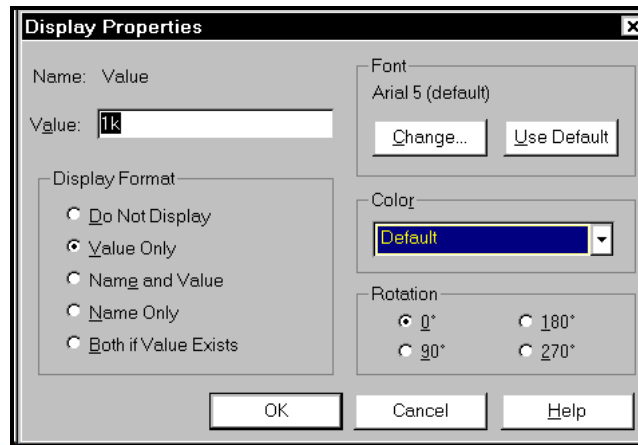 Display Properties
Name: Value
Value: 1k
Display Format
Do Not Display
Value Only
Name and Value
Name Only
Both if Value Exists
Font
Arial 5 (default)
Change... Use Default
Color
Default
Rotation
0° 180°
90° 270°
OK Cancel Help